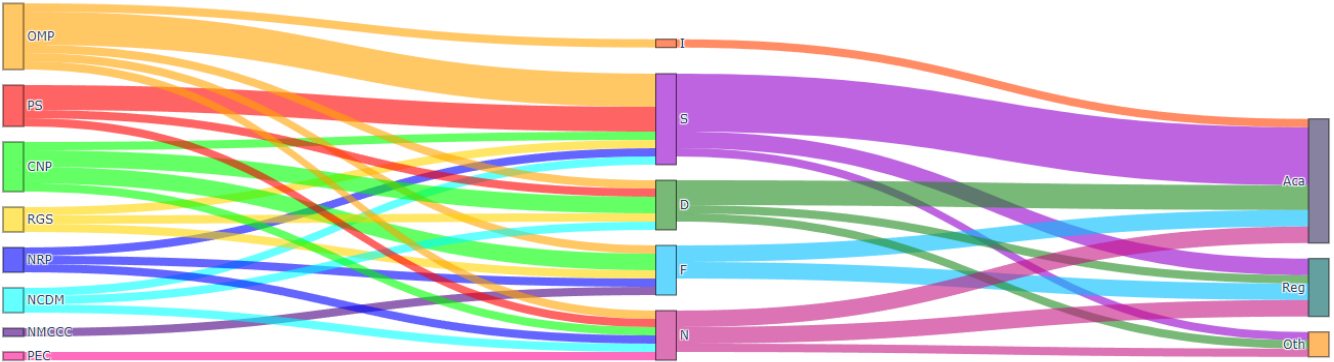 OMP
PS
CNP
RGS
NRP
NCDM
NMCCC
PEC
I
S
D
F
N
Aca
Reg
Oth